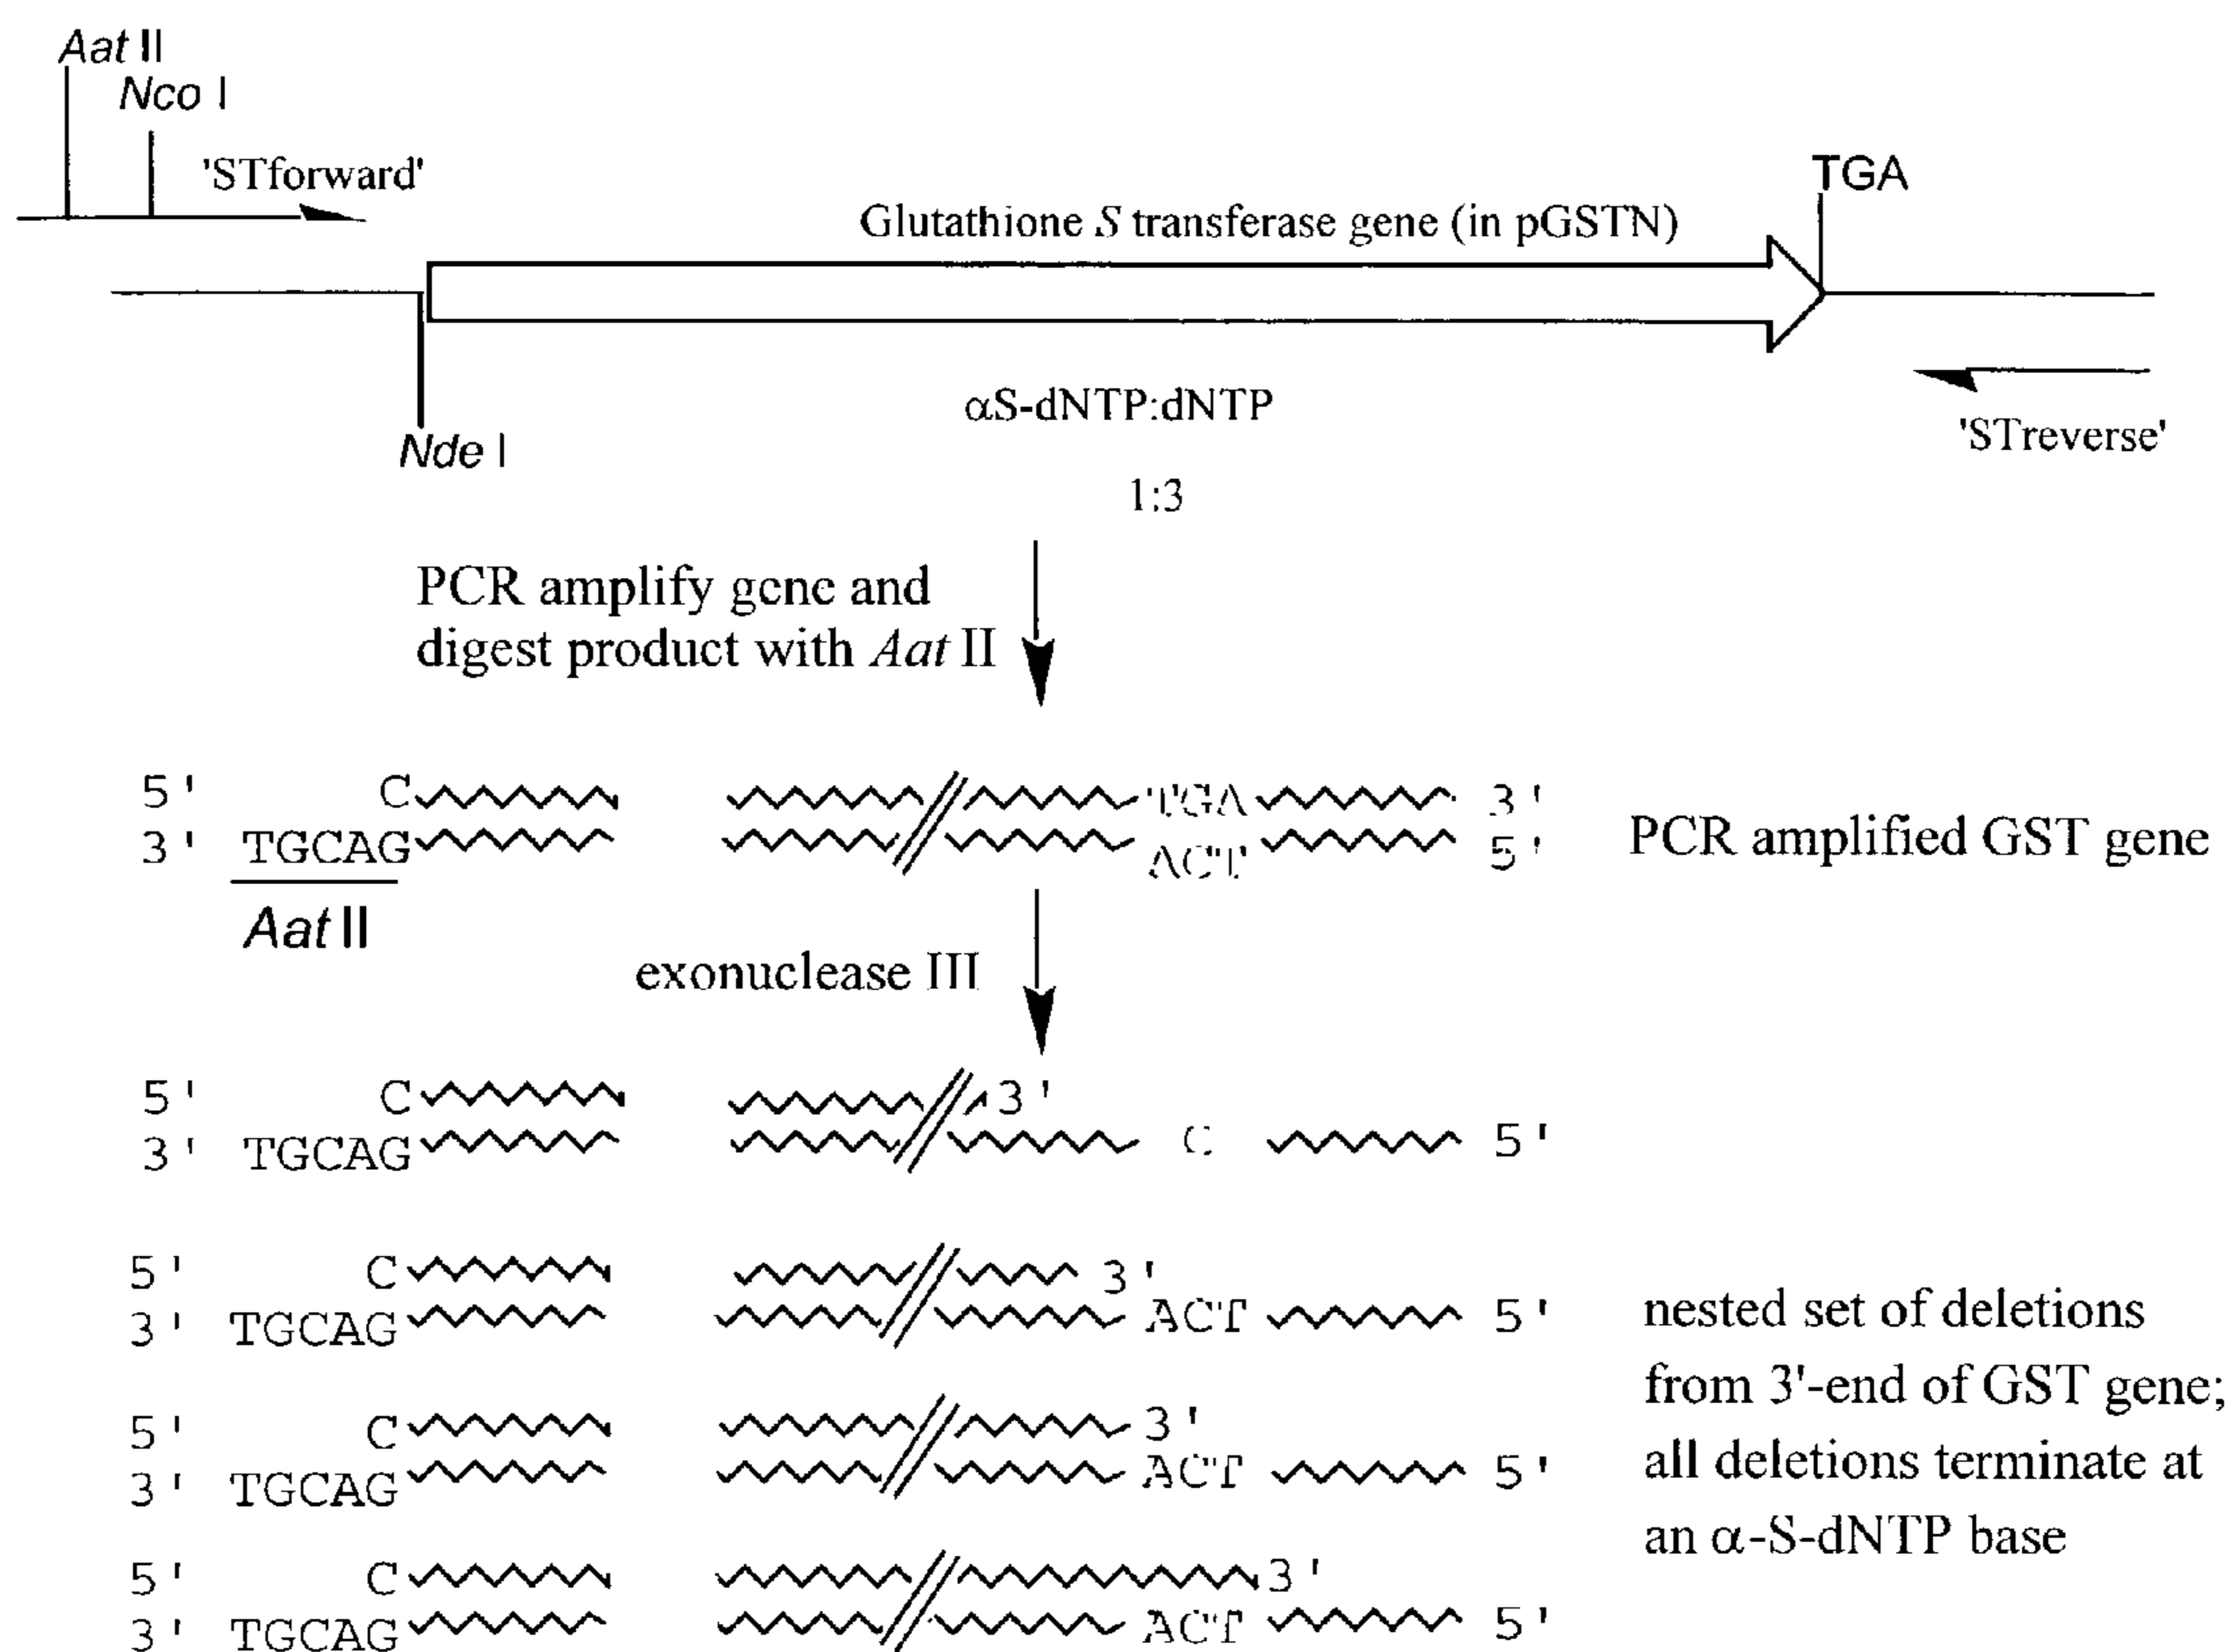 Aat II
Nco I
'STforward'
TGA
Glutathione S transferase gene (in pGSTN)
Nde I
αS-dNTP:dNTP
'STreverse'
1:3
PCR amplify gene and
digest product with Aat II
5' C TGA 3'
3' TGCAG ACT 5'
PCR amplified GST gene
Aat II
exonuclease III
5' C 3'
3' TGCAG C 5'
5' C 3'
3' TGCAG ACT 5'
nested set of deletions
from 3'-end of GST gene;
5' C 3'
3' TGCAG ACT 5'
all deletions terminate at
an α-S-dNTP base
5' C 3'
3' TGCAG ACT 5'